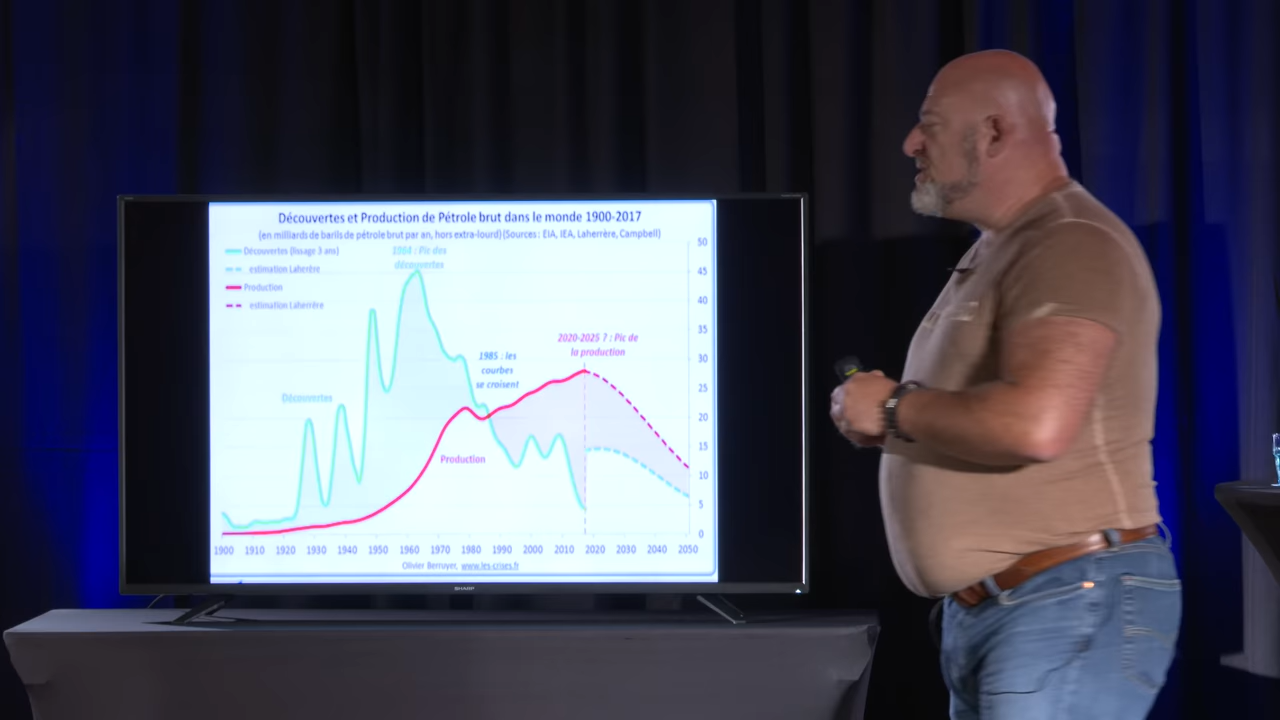 Découvertes et Production de Pétrole brut dans le monde 1900-2017
(en milliards de barils de pétrole brut par an, hors extra-lourd) (Sources : EIA, IEA, Laherrère, Campbell)
Découvertes (lissage 3 ans)
estimation Laherrère
Production
estimation Laherrère
1964 : Pic des
découvertes
Découvertes
1985 : les
courbes
se croisent
2020-2025 ? : Pic de
la production
Production
50
45
40
35
30
25
20
15
10
5
0
1900 1910 1920 1930 1940 1950 1960 1970 1980 1990 2000 2010 2020 2030 2040 2050
Olivier Berruyer, www.les-crises.fr
SHARP